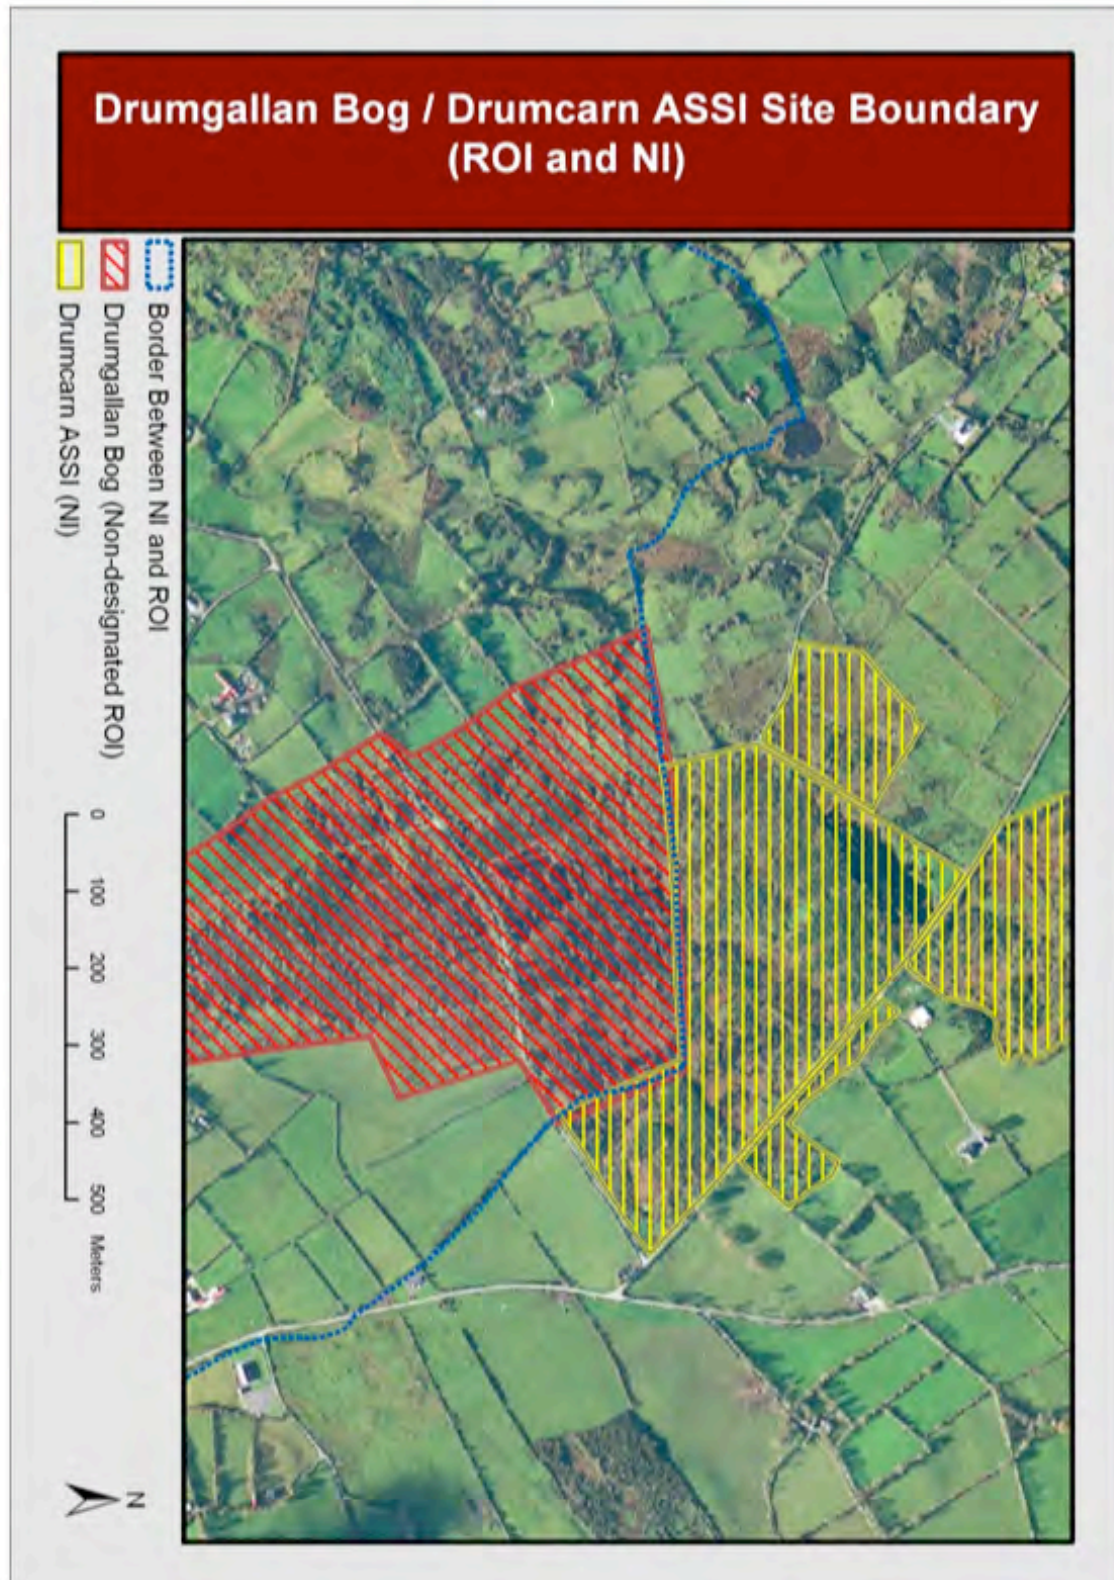 Drumgallan Bog / Drumcarn ASSI Site Boundary
(ROI and NI)
Border Between NI and ROI
Drumgallan Bog (Non-designated ROI)
Drumcarn ASSI (NI)
0 100 200 300 400 500 Meters
N